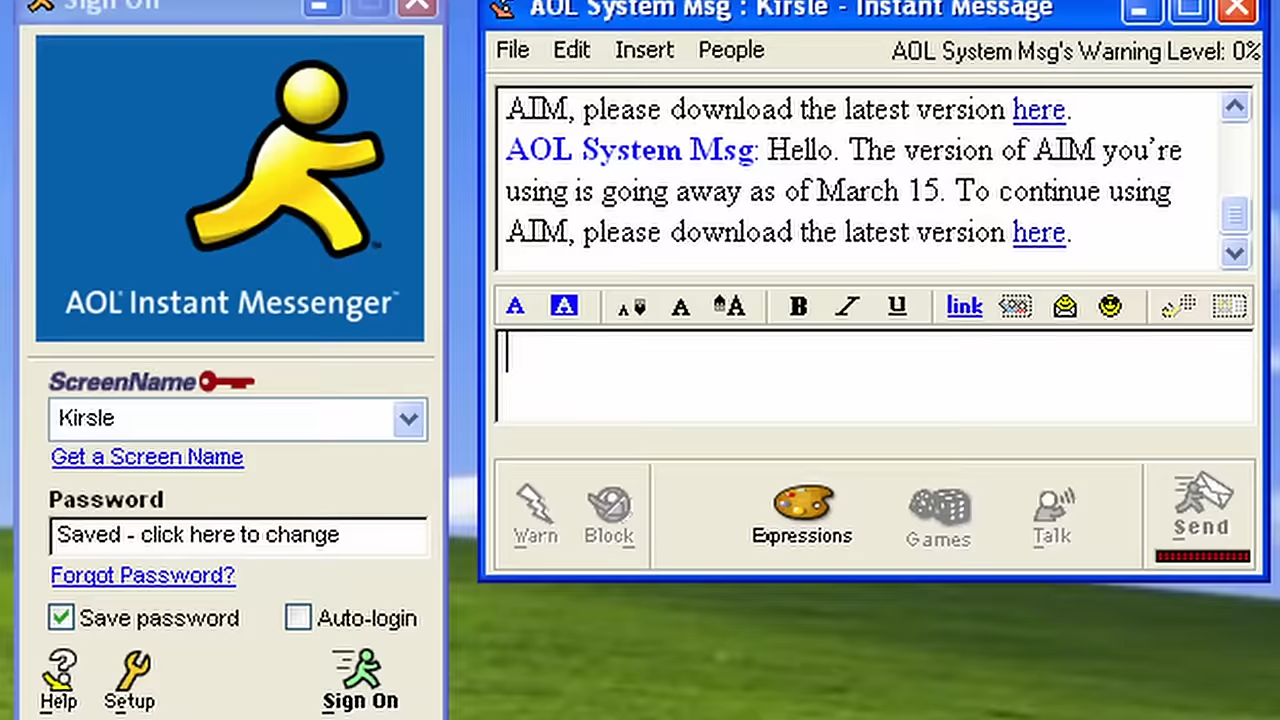 Sign On
AOL Instant Messenger™
ScreenName
Kirsle
Get a Screen Name
Password
Saved - click here to change
Forgot Password?
Save password
Auto-login
Help
Setup
Sign On
AOL System Msg : Kirsle - Instant Message
File Edit Insert People AOL System Msg's Warning Level: 0%
AIM, please download the latest version here.
AOL System Msg: Hello. The version of AIM you're
using is going away as of March 15. To continue using
AIM, please download the latest version here.
A A A A A B I U link
Warn Block Expressions Games Talk Send